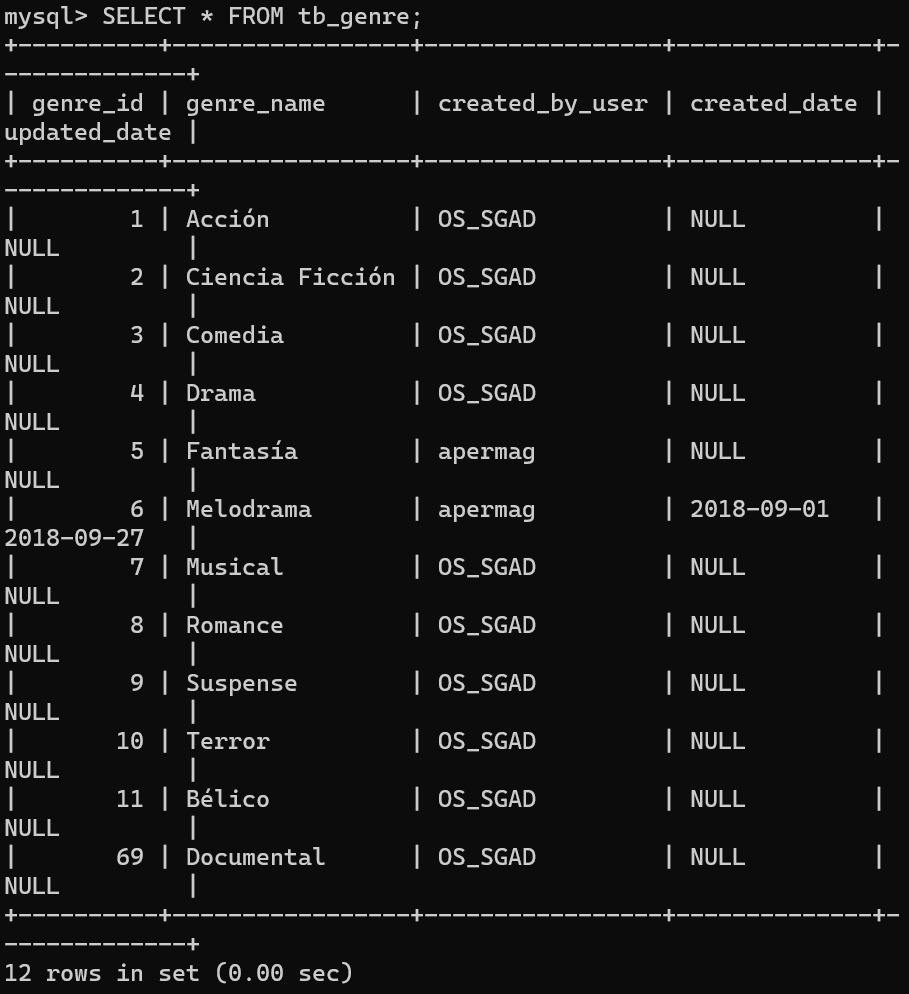 mysql> SELECT * FROM tb_genre;
+----------+-----------------+-----------------+--------------+-
-------------+
| genre_id | genre_name      | created_by_user | created_date |
updated_date |
+----------+-----------------+-----------------+--------------+-
-------------+
|        1 | Acción          | OS_SGAD         | NULL         |
NULL         |
|        2 | Ciencia Ficción | OS_SGAD         | NULL         |
NULL         |
|        3 | Comedia         | OS_SGAD         | NULL         |
NULL         |
|        4 | Drama           | OS_SGAD         | NULL         |
NULL         |
|        5 | Fantasía        | apermag         | NULL         |
NULL         |
|        6 | Melodrama       | apermag         | 2018-09-01   |
2018-09-27   |
|        7 | Musical         | OS_SGAD         | NULL         |
NULL         |
|        8 | Romance         | OS_SGAD         | NULL         |
NULL         |
|        9 | Suspense        | OS_SGAD         | NULL         |
NULL         |
|       10 | Terror          | OS_SGAD         | NULL         |
NULL         |
|       11 | Bélico          | OS_SGAD         | NULL         |
NULL         |
|       69 | Documental      | OS_SGAD         | NULL         |
NULL         |
+----------+-----------------+-----------------+--------------+-
-------------+
12 rows in set (0.00 sec)